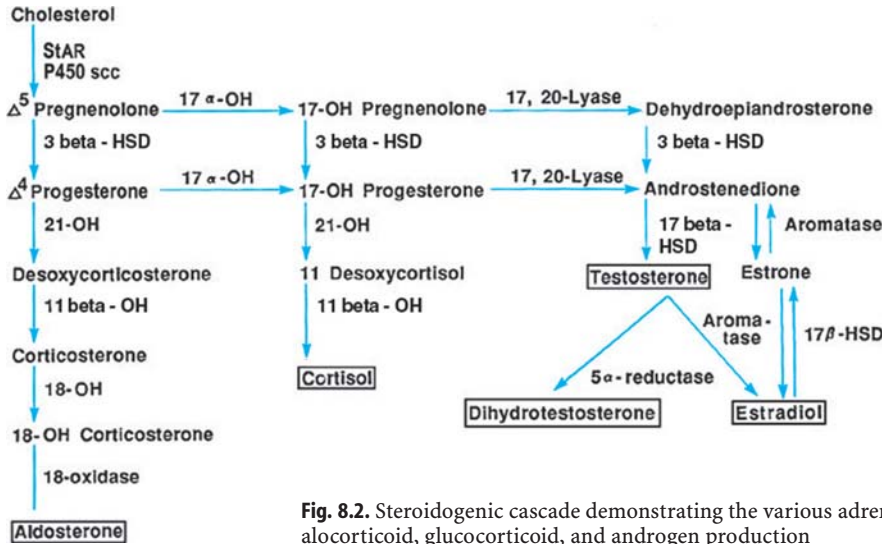 Cholesterol
StAR
P450 scc
Δ5 Pregnenolone 17 α-OH 17-OH Pregnenolone 17, 20-Lyase Dehydroepiandrosterone
3 beta - HSD 3 beta - HSD 3 beta - HSD
Δ4 Progesterone 17 α-OH 17-OH Progesterone 17, 20-Lyase Androstenedione
21-OH 21-OH 17 beta - Aromatase
HSD
Desoxycorticosterone 11 Desoxycortisol Testosterone Estrone
11 beta - OH 11 beta - OH
Aroma-
tase 17β-HSD
Corticosterone Cortisol
18-OH 5α-reductase
Dihydrotestosterone Estradiol
18-OH Corticosterone
18-oxidase
Aldosterone
Fig. 8.2. Steroidogenic cascade demonstrating the various adre
alocorticoid, glucocorticoid, and androgen production